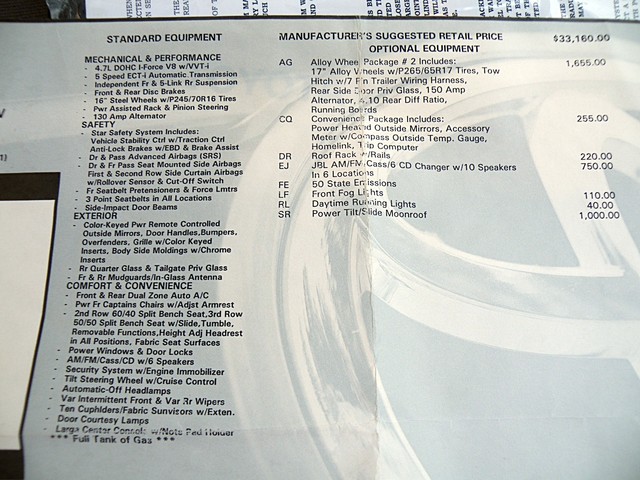 STANDARD EQUIPMENT
MECHANICAL & PERFORMANCE
- 4.7L DOHC I-Force V8 w/VVT-i
- 5 Speed ECT-i Automatic Transmission
- Independent Fr & 5-Link Rr Suspension
- Front & Rear Disc Brakes
- 16" Steel Wheels w/P245/70R16 Tires
- Pwr Assisted Rack & Pinion Steering
- 130 Amp Alternator
SAFETY
- Star Safety System Includes:
Vehicle Stability Ctrl w/Traction Ctrl
Anti-Lock Brakes w/EBD & Brake Assist
- Dr & Pass Advanced Airbags (SRS)
- Dr & Fr Pass Seat Mounted Side Airbags
First & Second Row Side Curtain Airbags
w/Rollover Sensor & Cut-Off Switch
- Fr Seatbelt Pretensioners & Force Lmtrs
- 3 Point Seatbelts in All Locations
- Side-Impact Door Beams
EXTERIOR
- Color-Keyed Pwr Remote Controlled
Outside Mirrors, Door Handles,Bumpers,
Overfenders, Grille w/Color Keyed
Inserts, Body Side Moldings w/Chrome
Inserts
- Rr Quarter Glass & Tailgate Priv Glass
- Fr & Rr Mudguards/In-Glass Antenna
COMFORT & CONVENIENCE
- Front & Rear Dual Zone Auto A/C
- Pwr Fr Captains Chairs w/Adjst Armrest
- 2nd Row 60/40 Split Bench Seat,3rd Row
50/50 Split Bench Seat w/Slide,Tumble,
Removable Functions,Height Adj Headrest
in All Positions, Fabric Seat Surfaces
- Power Windows & Door Locks
- AM/FM/Cass/CD w/6 Speakers
- Security System w/Engine Immobilizer
- Tilt Steering Wheel w/Cruise Control
- Automatic-Off Headlamps
- Var Intermittent Front & Var Rr Wipers
- Ten Cuphlders/Fabric Sunvisors w/Exten.
- Door Courtesy Lamps
- Large Center Console w/Note Pad Holder
*** Full Tank of Gas ***
MANUFACTURER'S SUGGESTED RETAIL PRICE $33,160.00
OPTIONAL EQUIPMENT
AG Alloy Wheel Package # 2 Includes: 1,655.00
17" Alloy Wheels w/P265/65R17 Tires, Tow
Hitch w/7 Pin Trailer Wiring Harness,
Rear Side Door Priv Glass, 150 Amp
Alternator, 4.10 Rear Diff Ratio,
Running Boards
CQ Convenience Package Includes: 255.00
Power Heated Outside Mirrors, Accessory
Meter w/Compass Outside Temp. Gauge,
Homelink, Trip Computer
DR Roof Rack w/Rails 220.00
EJ JBL AM/FM/Cass/6 CD Changer w/10 Speakers 750.00
In 6 Locations
FE 50 State Emissions
LF Front Fog Lights 110.00
RL Daytime Running Lights 40.00
SR Power Tilt/Slide Moonroof 1,000.00